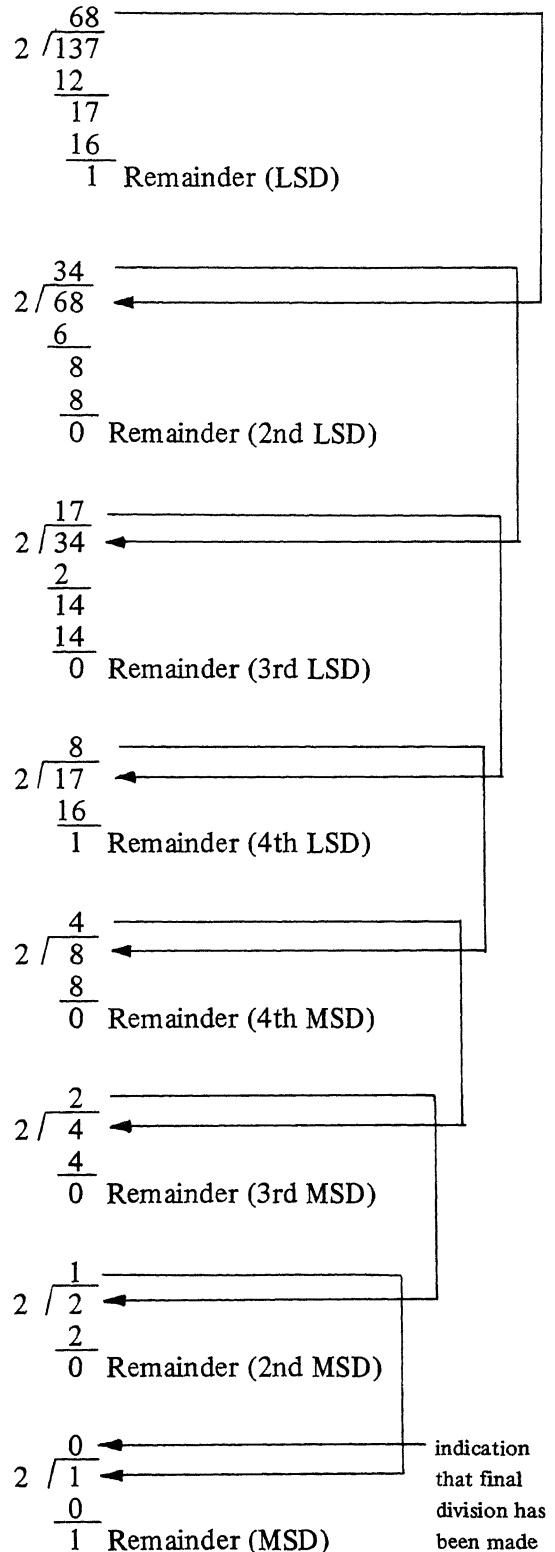 68
2 /137
12
17
16
1 Remainder (LSD)
34
2 /68
6
8
8
0 Remainder (2nd LSD)
17
2 /34
2
14
14
0 Remainder (3rd LSD)
8
2 /17
16
1 Remainder (4th LSD)
4
2 /8
8
0 Remainder (4th MSD)
2
2 /4
4
0 Remainder (3rd MSD)
1
2 /2
2
0 Remainder (2nd MSD)
0
2 /1
0
1 Remainder (MSD)
indication
that final
division has
been made